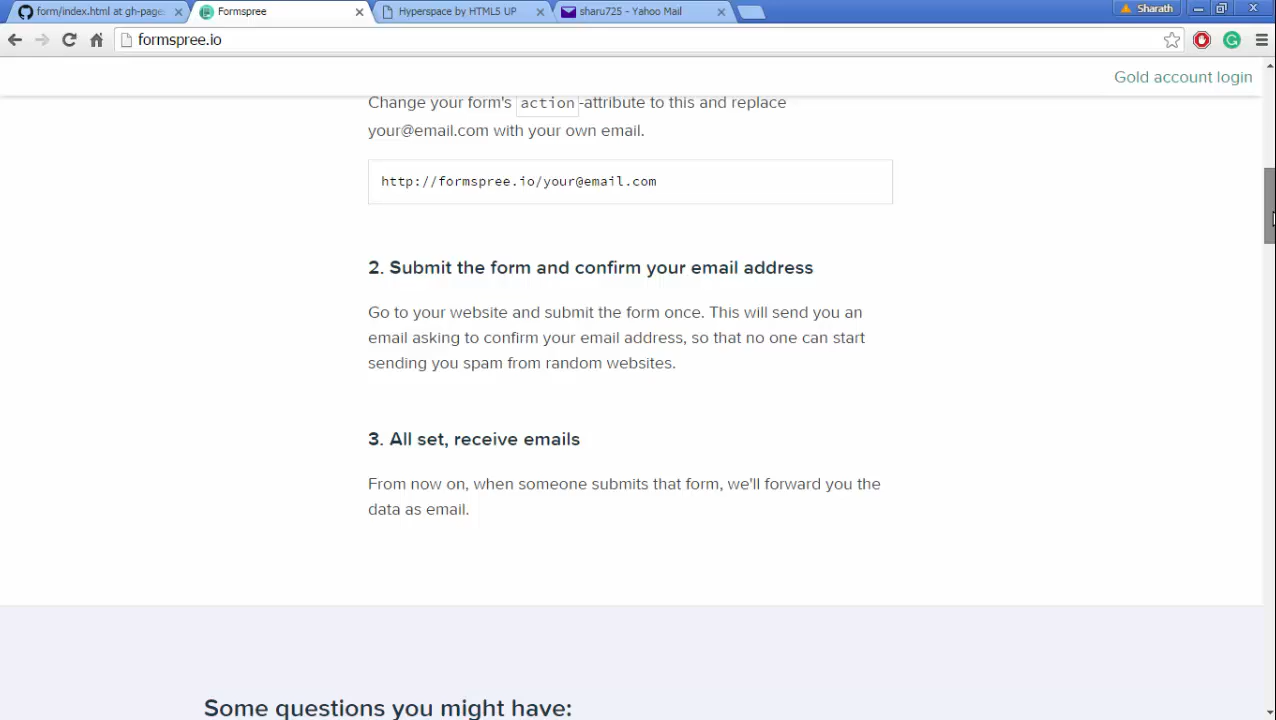 form/index.html at gh-page
Formspree
Hyperspace by HTML5 UP
sharu725 - Yahoo Mail
Sharath
formspree.io
Gold account login
Change your form's action-attribute to this and replace
your@email.com with your own email.
http://formspree.io/your@email.com
2. Submit the form and confirm your email address
Go to your website and submit the form once. This will send you an
email asking to confirm your email address, so that no one can start
sending you spam from random websites.
3. All set, receive emails
From now on, when someone submits that form, we'll forward you the
data as email.
Some questions you might have: